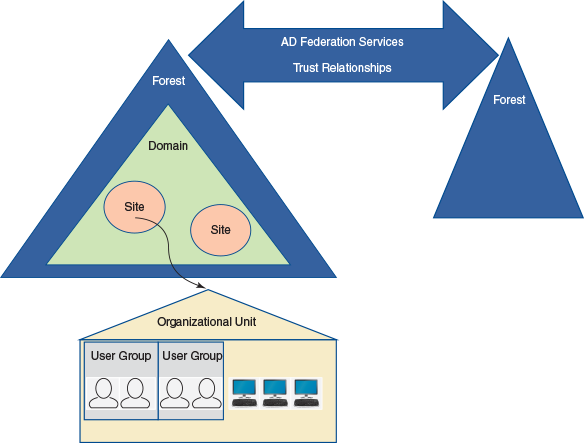 AD Federation Services
Trust Relationships
Forest
Forest
Domain
Site
Site
Organizational Unit
User Group
User Group